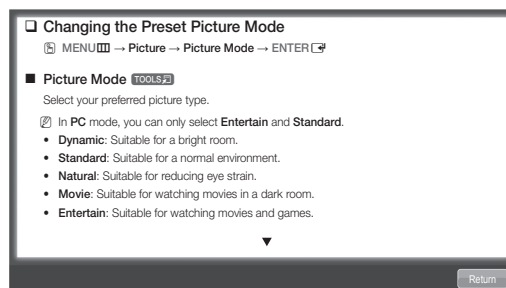 ❑ Changing the Preset Picture Mode
MENU → Picture → Picture Mode → ENTER
■ Picture Mode TOOLS
Select your preferred picture type.
In PC mode, you can only select Entertain and Standard.
• Dynamic: Suitable for a bright room.
• Standard: Suitable for a normal environment.
• Natural: Suitable for reducing eye strain.
• Movie: Suitable for watching movies in a dark room.
• Entertain: Suitable for watching movies and games.
▼
Return